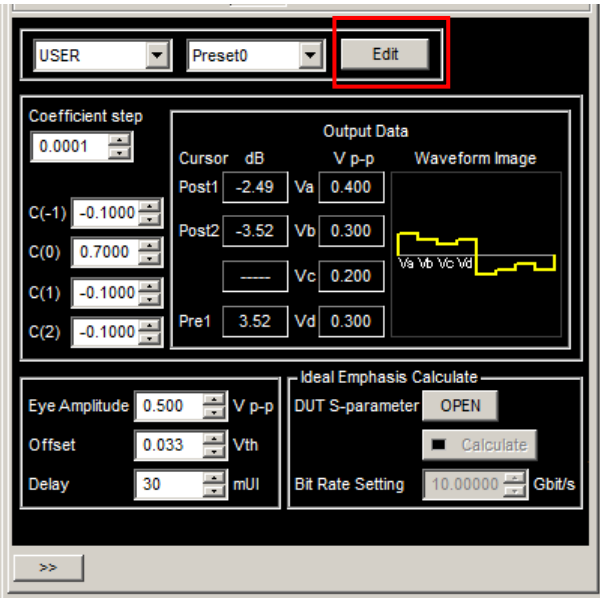 USER Preset0 Edit
Coefficient step
0.0001
C(-1) -0.1000
C(0) 0.7000
C(1) -0.1000
C(2) -0.1000
Output Data
Cursor dB V p-p Waveform Image
Post1 -2.49 Va 0.400
Post2 -3.52 Vb 0.300
----- Vc 0.200
Pre1 3.52 Vd 0.300
Va Vb Vc Vd
Eye Amplitude 0.500 V p-p
Offset 0.033 Vth
Delay 30 mUI
Ideal Emphasis Calculate
DUT S-parameter OPEN
Calculate
Bit Rate Setting 10.00000 Gbit/s
>>